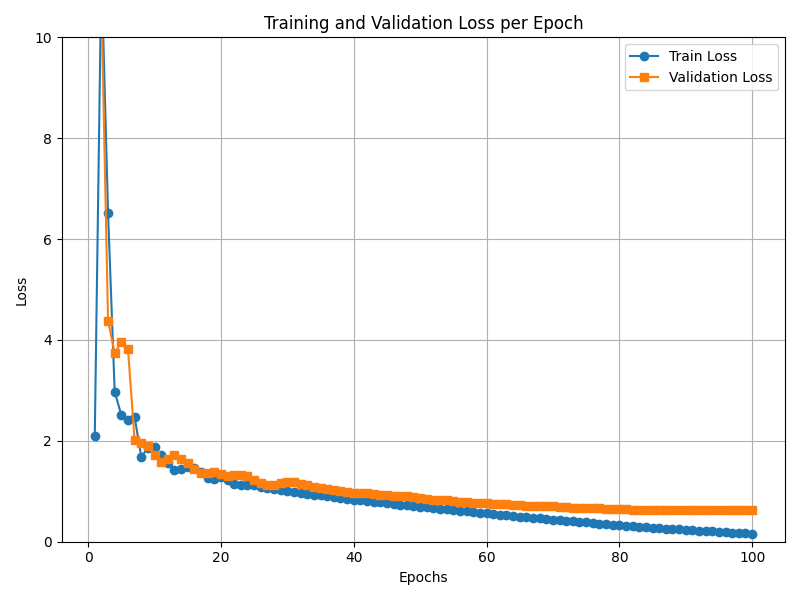 Training and Validation Loss per Epoch
Train Loss
Validation Loss
10
8
6
4
2
0
Loss
0 20 40 60 80 100
Epochs